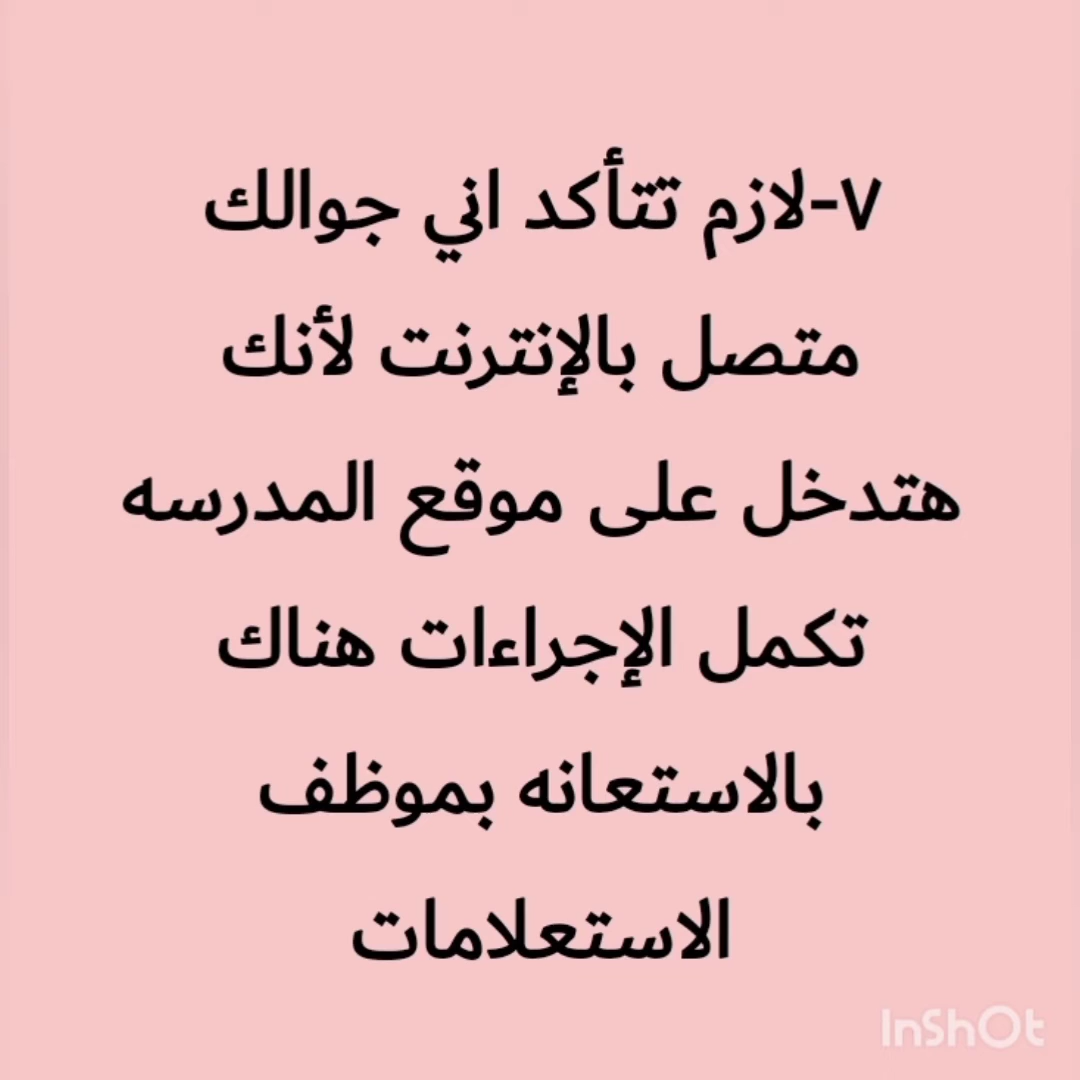 ٧-لازم تتأكد اني جوالك
متصل بالإنترنت لأنك
هتدخل على موقع المدرسه
تكمل الإجراءات هناك
بالاستعانه بموظف
الاستعلامات
InShOt